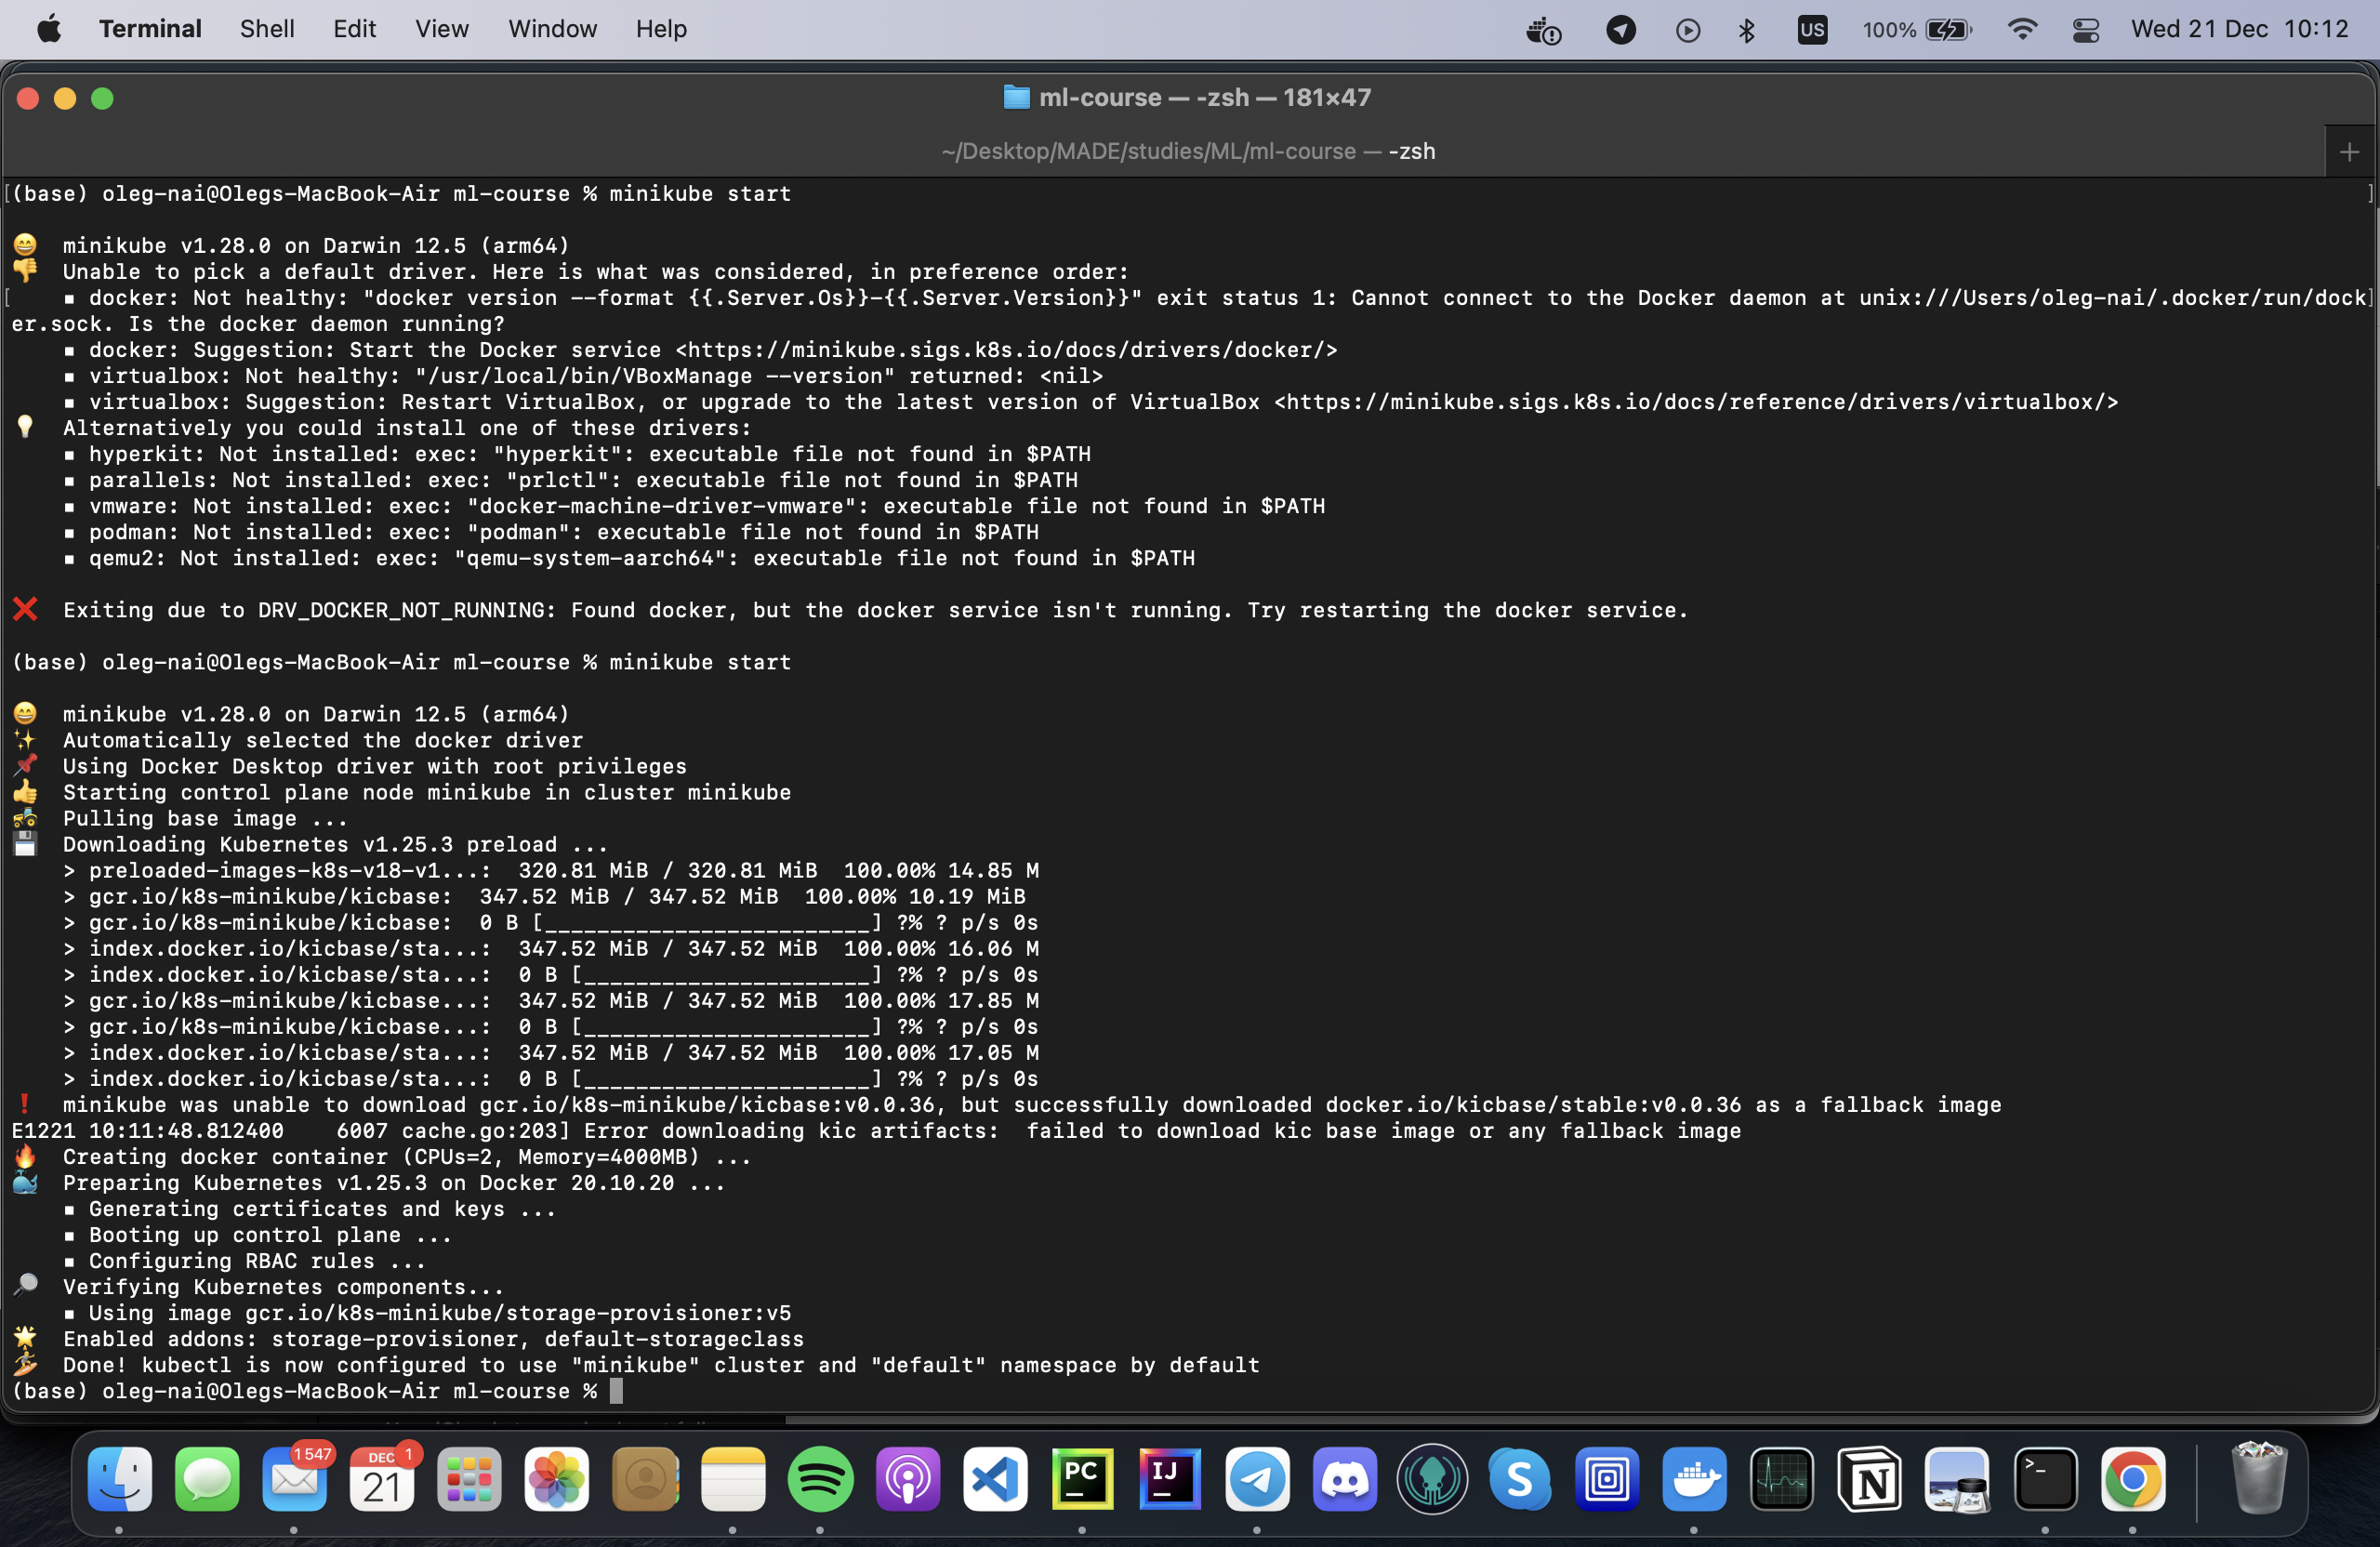 Terminal Shell Edit View Window Help US 100% Wed 21 Dec 10:12
ml-course — -zsh — 181×47
~/Desktop/MADE/studies/ML/ml-course — -zsh
[(base) oleg-nai@Olegs-MacBook-Air ml-course % minikube start ]
minikube v1.28.0 on Darwin 12.5 (arm64)
Unable to pick a default driver. Here is what was considered, in preference order:
[ ▪ docker: Not healthy: "docker version --format {{.Server.Os}}-{{.Server.Version}}" exit status 1: Cannot connect to the Docker daemon at unix:///Users/oleg-nai/.docker/run/dock]
er.sock. Is the docker daemon running?
▪ docker: Suggestion: Start the Docker service <https://minikube.sigs.k8s.io/docs/drivers/docker/>
▪ virtualbox: Not healthy: "/usr/local/bin/VBoxManage --version" returned: <nil>
▪ virtualbox: Suggestion: Restart VirtualBox, or upgrade to the latest version of VirtualBox <https://minikube.sigs.k8s.io/docs/reference/drivers/virtualbox/>
Alternatively you could install one of these drivers:
▪ hyperkit: Not installed: exec: "hyperkit": executable file not found in $PATH
▪ parallels: Not installed: exec: "prlctl": executable file not found in $PATH
▪ vmware: Not installed: exec: "docker-machine-driver-vmware": executable file not found in $PATH
▪ podman: Not installed: exec: "podman": executable file not found in $PATH
▪ qemu2: Not installed: exec: "qemu-system-aarch64": executable file not found in $PATH
Exiting due to DRV_DOCKER_NOT_RUNNING: Found docker, but the docker service isn't running. Try restarting the docker service.
(base) oleg-nai@Olegs-MacBook-Air ml-course % minikube start
minikube v1.28.0 on Darwin 12.5 (arm64)
Automatically selected the docker driver
Using Docker Desktop driver with root privileges
Starting control plane node minikube in cluster minikube
Pulling base image ...
Downloading Kubernetes v1.25.3 preload ...
> preloaded-images-k8s-v18-v1...: 320.81 MiB / 320.81 MiB 100.00% 14.85 M
> gcr.io/k8s-minikube/kicbase: 347.52 MiB / 347.52 MiB 100.00% 10.19 MiB
> gcr.io/k8s-minikube/kicbase: 0 B [_________________________] ?% ? p/s 0s
> index.docker.io/kicbase/sta...: 347.52 MiB / 347.52 MiB 100.00% 16.06 M
> index.docker.io/kicbase/sta...: 0 B [______________________] ?% ? p/s 0s
> gcr.io/k8s-minikube/kicbase...: 347.52 MiB / 347.52 MiB 100.00% 17.85 M
> gcr.io/k8s-minikube/kicbase...: 0 B [______________________] ?% ? p/s 0s
> index.docker.io/kicbase/sta...: 347.52 MiB / 347.52 MiB 100.00% 17.05 M
> index.docker.io/kicbase/sta...: 0 B [______________________] ?% ? p/s 0s
minikube was unable to download gcr.io/k8s-minikube/kicbase:v0.0.36, but successfully downloaded docker.io/kicbase/stable:v0.0.36 as a fallback image
E1221 10:11:48.812400 6007 cache.go:203] Error downloading kic artifacts: failed to download kic base image or any fallback image
Creating docker container (CPUs=2, Memory=4000MB) ...
Preparing Kubernetes v1.25.3 on Docker 20.10.20 ...
▪ Generating certificates and keys ...
▪ Booting up control plane ...
▪ Configuring RBAC rules ...
Verifying Kubernetes components...
▪ Using image gcr.io/k8s-minikube/storage-provisioner:v5
Enabled addons: storage-provisioner, default-storageclass
Done! kubectl is now configured to use "minikube" cluster and "default" namespace by default
(base) oleg-nai@Olegs-MacBook-Air ml-course %
1547
DEC 1
21
PC
IJ